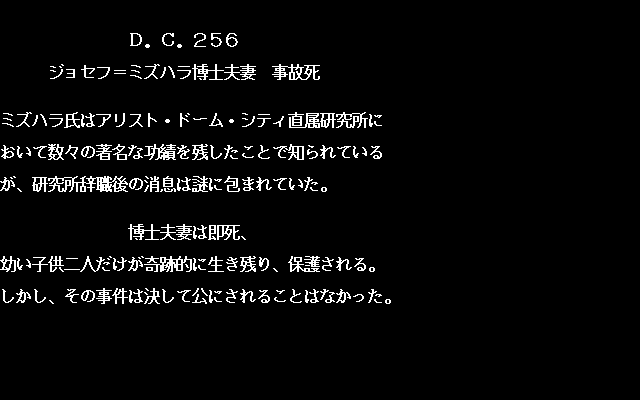 Ｄ．Ｃ．２５６
ジョセフ＝ミズハラ博士夫妻　事故死
ミズハラ氏はアリスト・ドーム・シティ直属研究所に
おいて数々の著名な功績を残したことで知られている
が、研究所辞職後の消息は謎に包まれていた。
博士夫妻は即死、
幼い子供二人だけが奇跡的に生き残り、保護される。
しかし、その事件は決して公にされることはなかった。